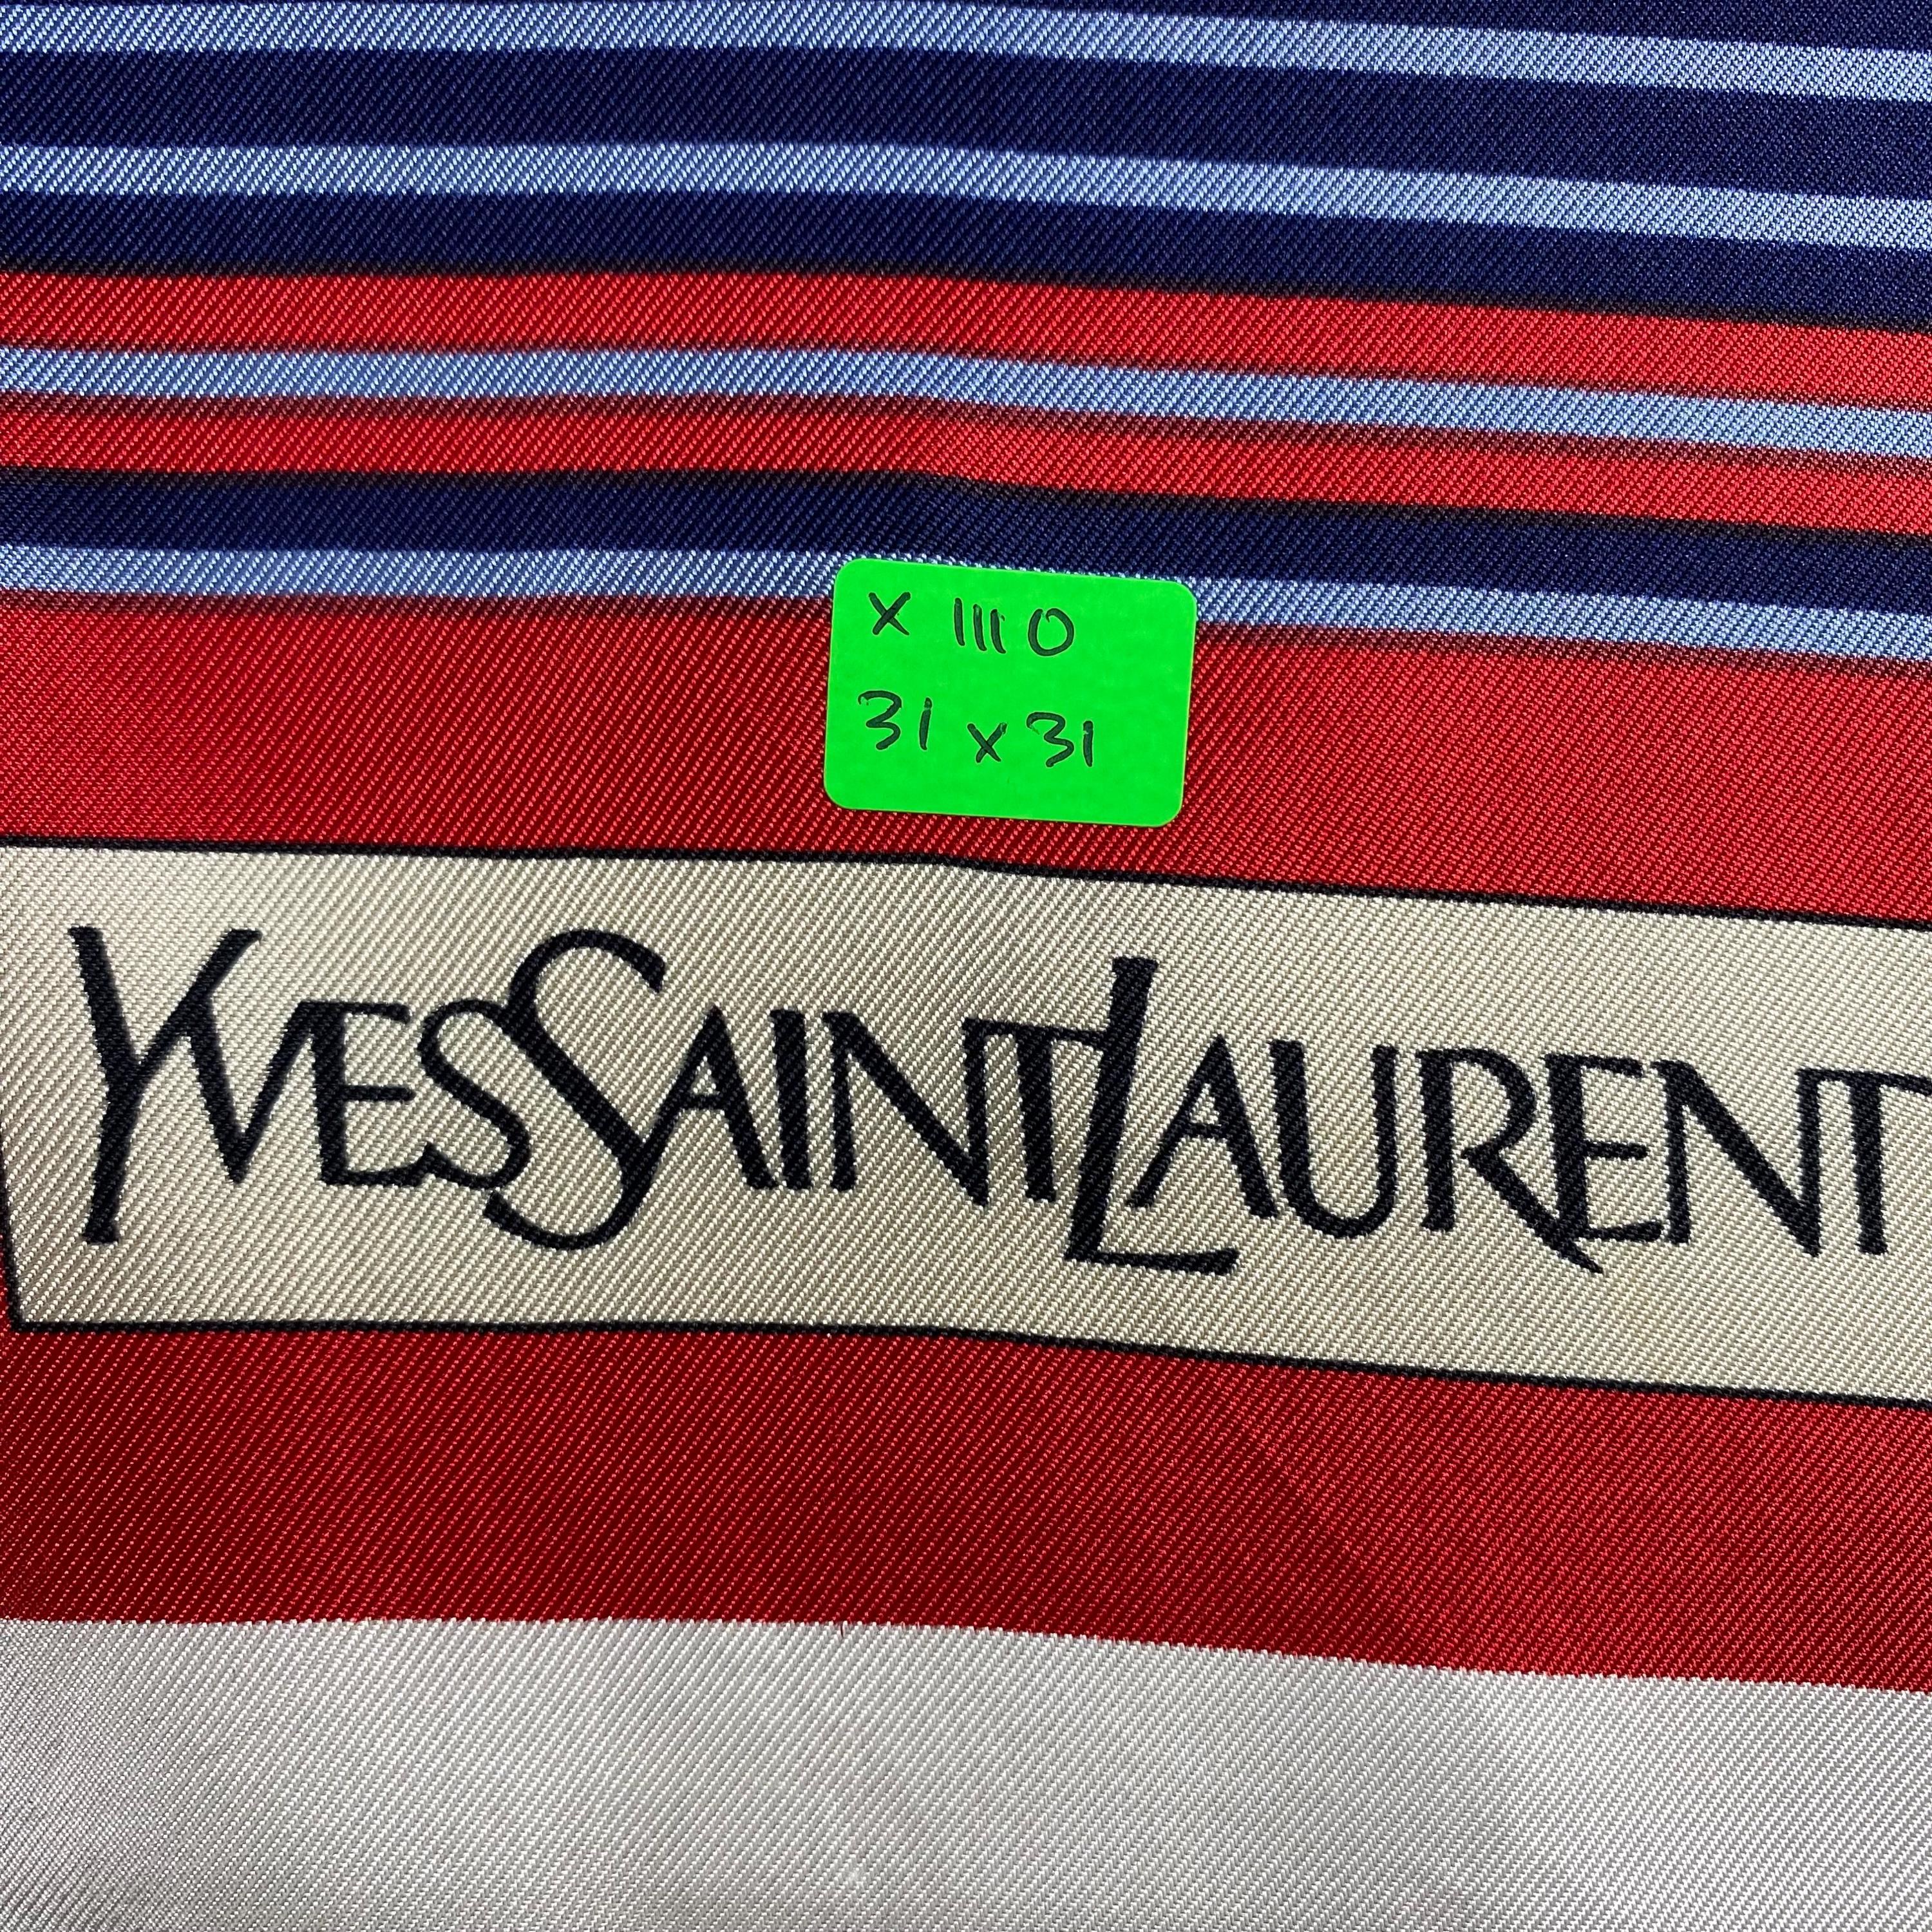 X 1110
31 x 31
YVESSAINTLAURENT